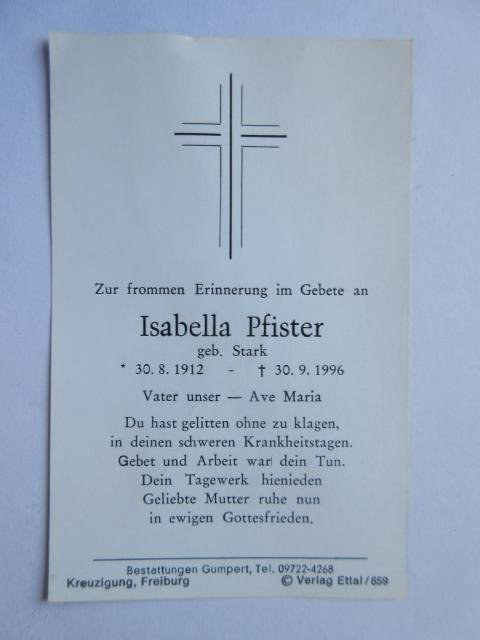 Zur frommen Erinnerung im Gebete an
Isabella Pfister
geb. Stark
* 30. 8. 1912 - † 30. 9. 1996
Vater unser — Ave Maria
Du hast gelitten ohne zu klagen,
in deinen schweren Krankheitstagen.
Gebet und Arbeit war dein Tun.
Dein Tagewerk hienieden
Geliebte Mutter ruhe nun
in ewigen Gottesfrieden.
Bestattungen Gumpert, Tel. 09722-4268
Kreuzigung, Freiburg © Verlag Ettal/659